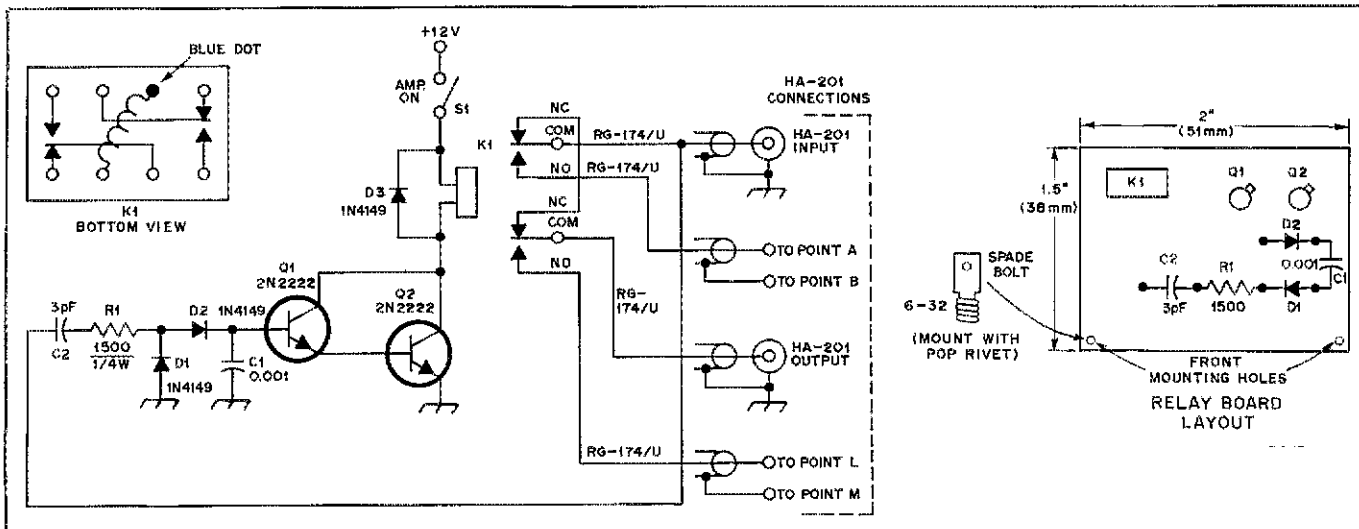 BLUE DOT
K1
BOTTOM VIEW
+12V
AMP.
ON
S1
D3
1N4149
K1
NC
COM
RG-174/U
NO
RG-174/U
NC
COM
NO
RG-
174/U
RG-174/U
Q1
2N2222
Q2
2N2222
3pF
C2
R1
1500
1/4W
D2
1N4149
D1
1N4149
C1
0.001
HA-201
CONNECTIONS
HA-201
INPUT
TO POINT A
TO POINT B
HA-201
OUTPUT
TO POINT L
TO POINT M
2"
(51mm)
1.5"
(38mm)
K1
Q1
Q2
D2
0.001
C1
C2
3pF
R1
1500
D1
SPADE
BOLT
6-32
(MOUNT WITH
POP RIVET)
FRONT
MOUNTING HOLES
RELAY BOARD
LAYOUT